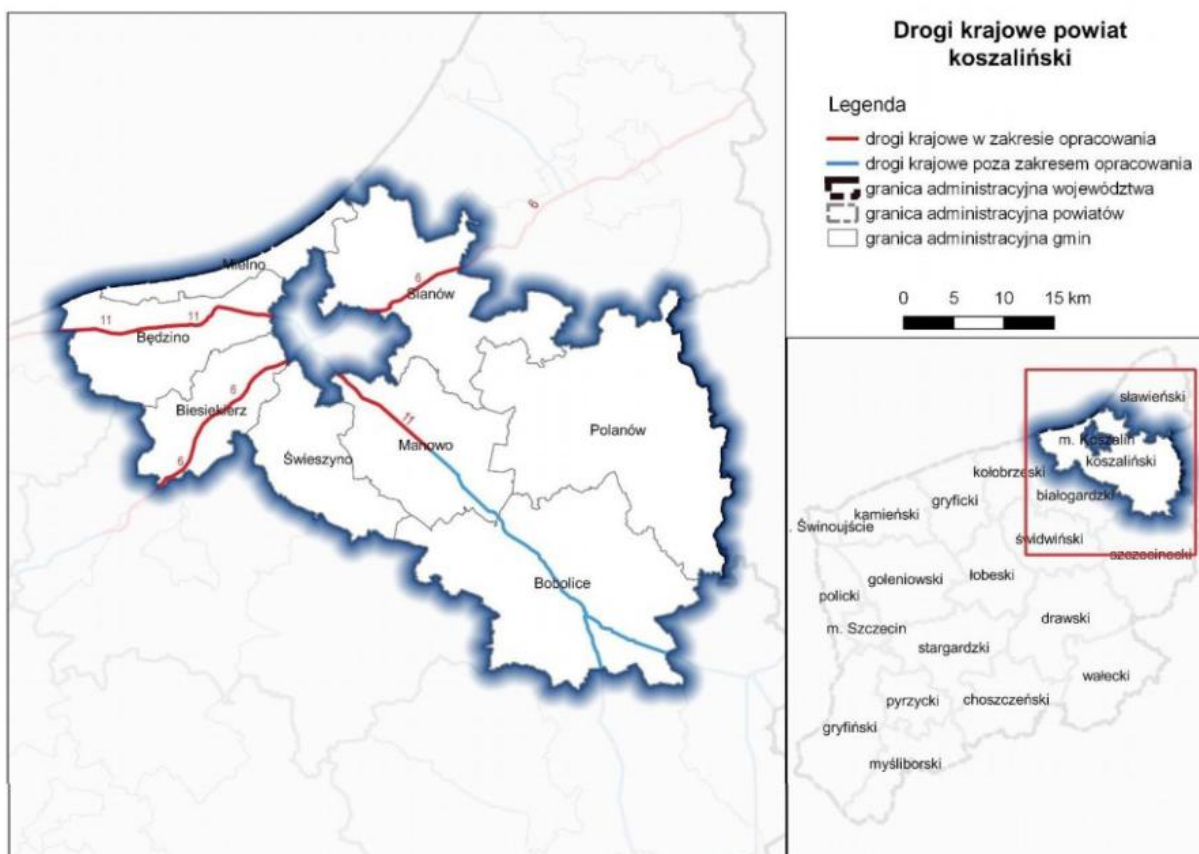 Drogi krajowe powiat
koszaliński
Legenda
drogi krajowe w zakresie opracowania
drogi krajowe poza zakresem opracowania
granica administracyjna województwa
granica administracyjna powiatów
granica administracyjna gmin
0 5 10 15 km
6
Mielno
6
Sianów
11
11
Będzino
6
Biesiekierz
11
Manowo
Polanów
Świeszyno
6
Bobolice
sławieński
m. Koszalin
koszaliński
kołobrzeski
białogardzki
gryficki
kamieński
. Świnoujście
świdwiński
szczecinecki
goleniowski
łobeski
policki
drawski
m. Szczecin
stargardzki
wałecki
pyrzycki
choszczeński
gryfiński
myśliborski